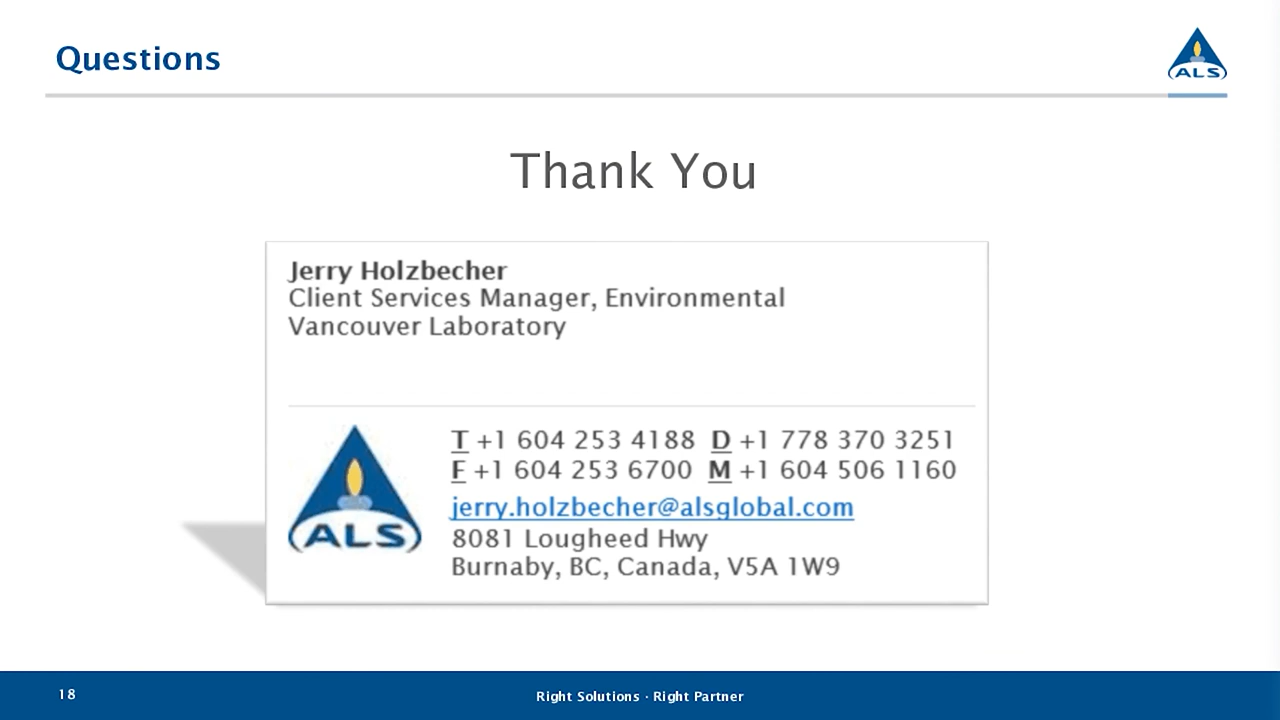 Questions
ALS
Thank You
Jerry Holzbecher
Client Services Manager, Environmental
Vancouver Laboratory
T +1 604 253 4188 D +1 778 370 3251
F +1 604 253 6700 M +1 604 506 1160
jerry.holzbecher@alsglobal.com
ALS
8081 Lougheed Hwy
Burnaby, BC, Canada, V5A 1W9
18
Right Solutions · Right Partner